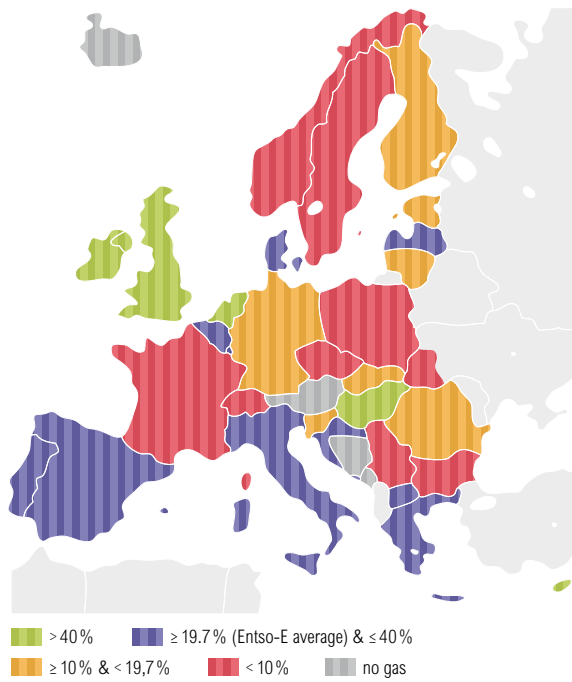 > 40 % ≥ 19.7 % (Entso-E average) & ≤ 40 %
≥ 10 % & < 19,7 % < 10 % no gas